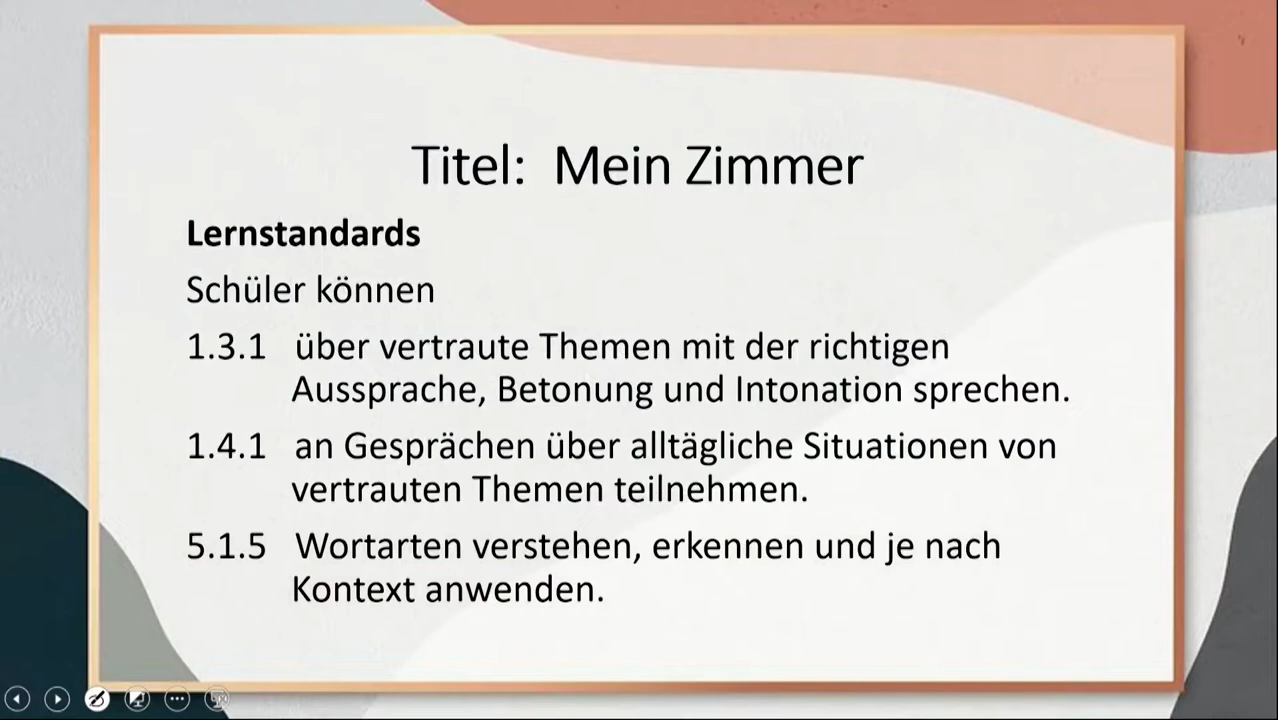 Titel: Mein Zimmer
Lernstandards
Schüler können
1.3.1 über vertraute Themen mit der richtigen
Aussprache, Betonung und Intonation sprechen.
1.4.1 an Gesprächen über alltägliche Situationen von
vertrauten Themen teilnehmen.
5.1.5 Wortarten verstehen, erkennen und je nach
Kontext anwenden.